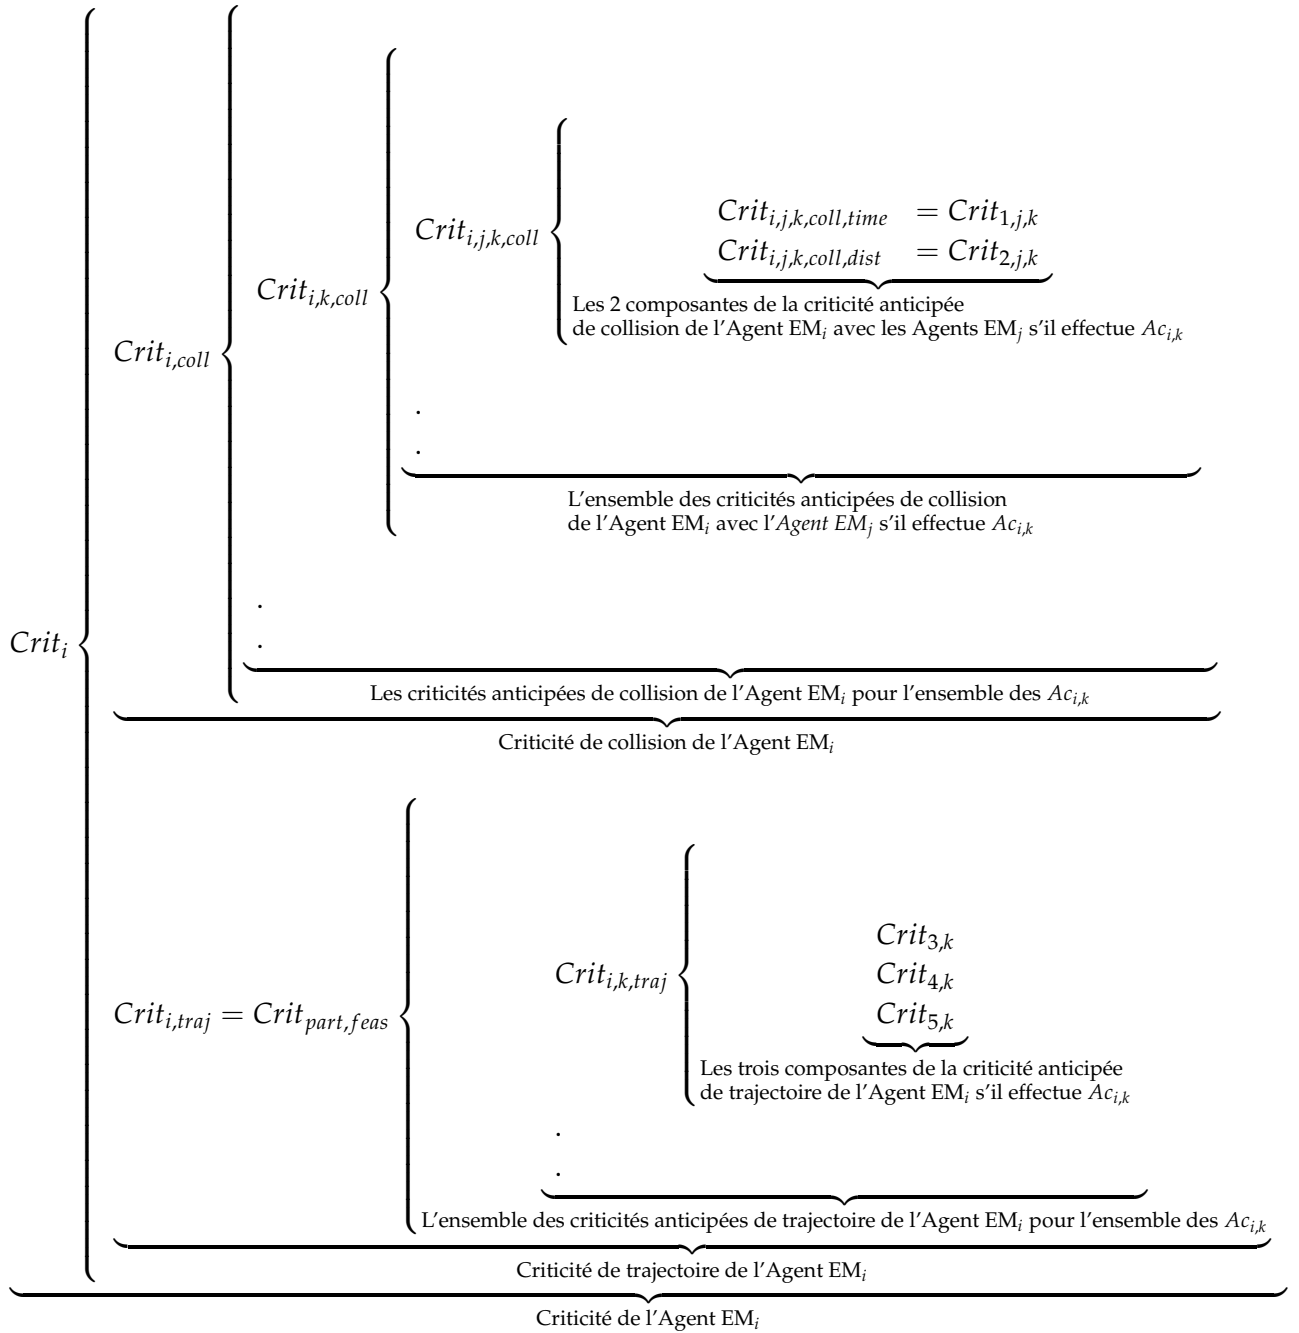 Crit_{i,j,k,coll,time} = Crit_{1,j,k}
Crit_{i,j,k,coll} Crit_{i,j,k,coll,dist} = Crit_{2,j,k}
Crit_{i,k,coll}
Les 2 composantes de la criticité anticipée
de collision de l'Agent EM_i avec les Agents EM_j s'il effectue Ac_{i,k}
Crit_{i,coll}
.
.
L'ensemble des criticités anticipées de collision
de l'Agent EM_i avec l'Agent EM_j s'il effectue Ac_{i,k}
.
Crit_i .
Les criticités anticipées de collision de l'Agent EM_i pour l'ensemble des Ac_{i,k}
Criticité de collision de l'Agent EM_i
Crit_{3,k}
Crit_{i,k,traj} Crit_{4,k}
Crit_{i,traj} = Crit_{part,feas} Crit_{5,k}
Les trois composantes de la criticité anticipée
de trajectoire de l'Agent EM_i s'il effectue Ac_{i,k}
.
.
L'ensemble des criticités anticipées de trajectoire de l'Agent EM_i pour l'ensemble des Ac_{i,k}
Criticité de trajectoire de l'Agent EM_i
Criticité de l'Agent EM_i